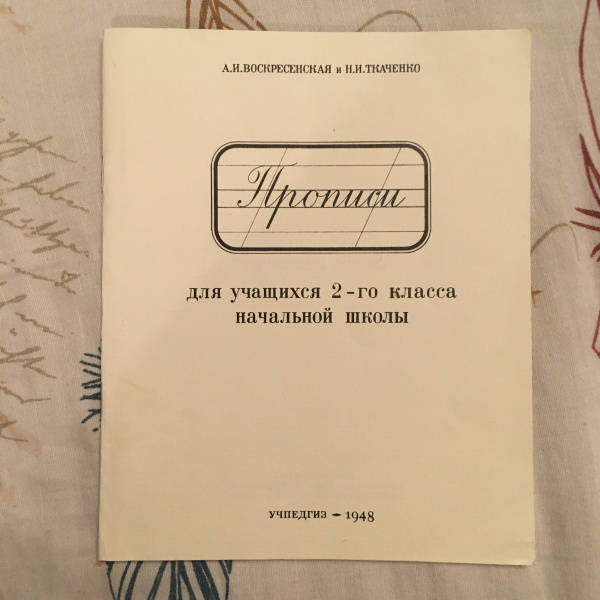 А.И.ВОСКРЕСЕНСКАЯ и Н.И.ТКАЧЕНКО
Прописи
для учащихся 2-го класса
начальной школы
УЧПЕДГИЗ - 1948